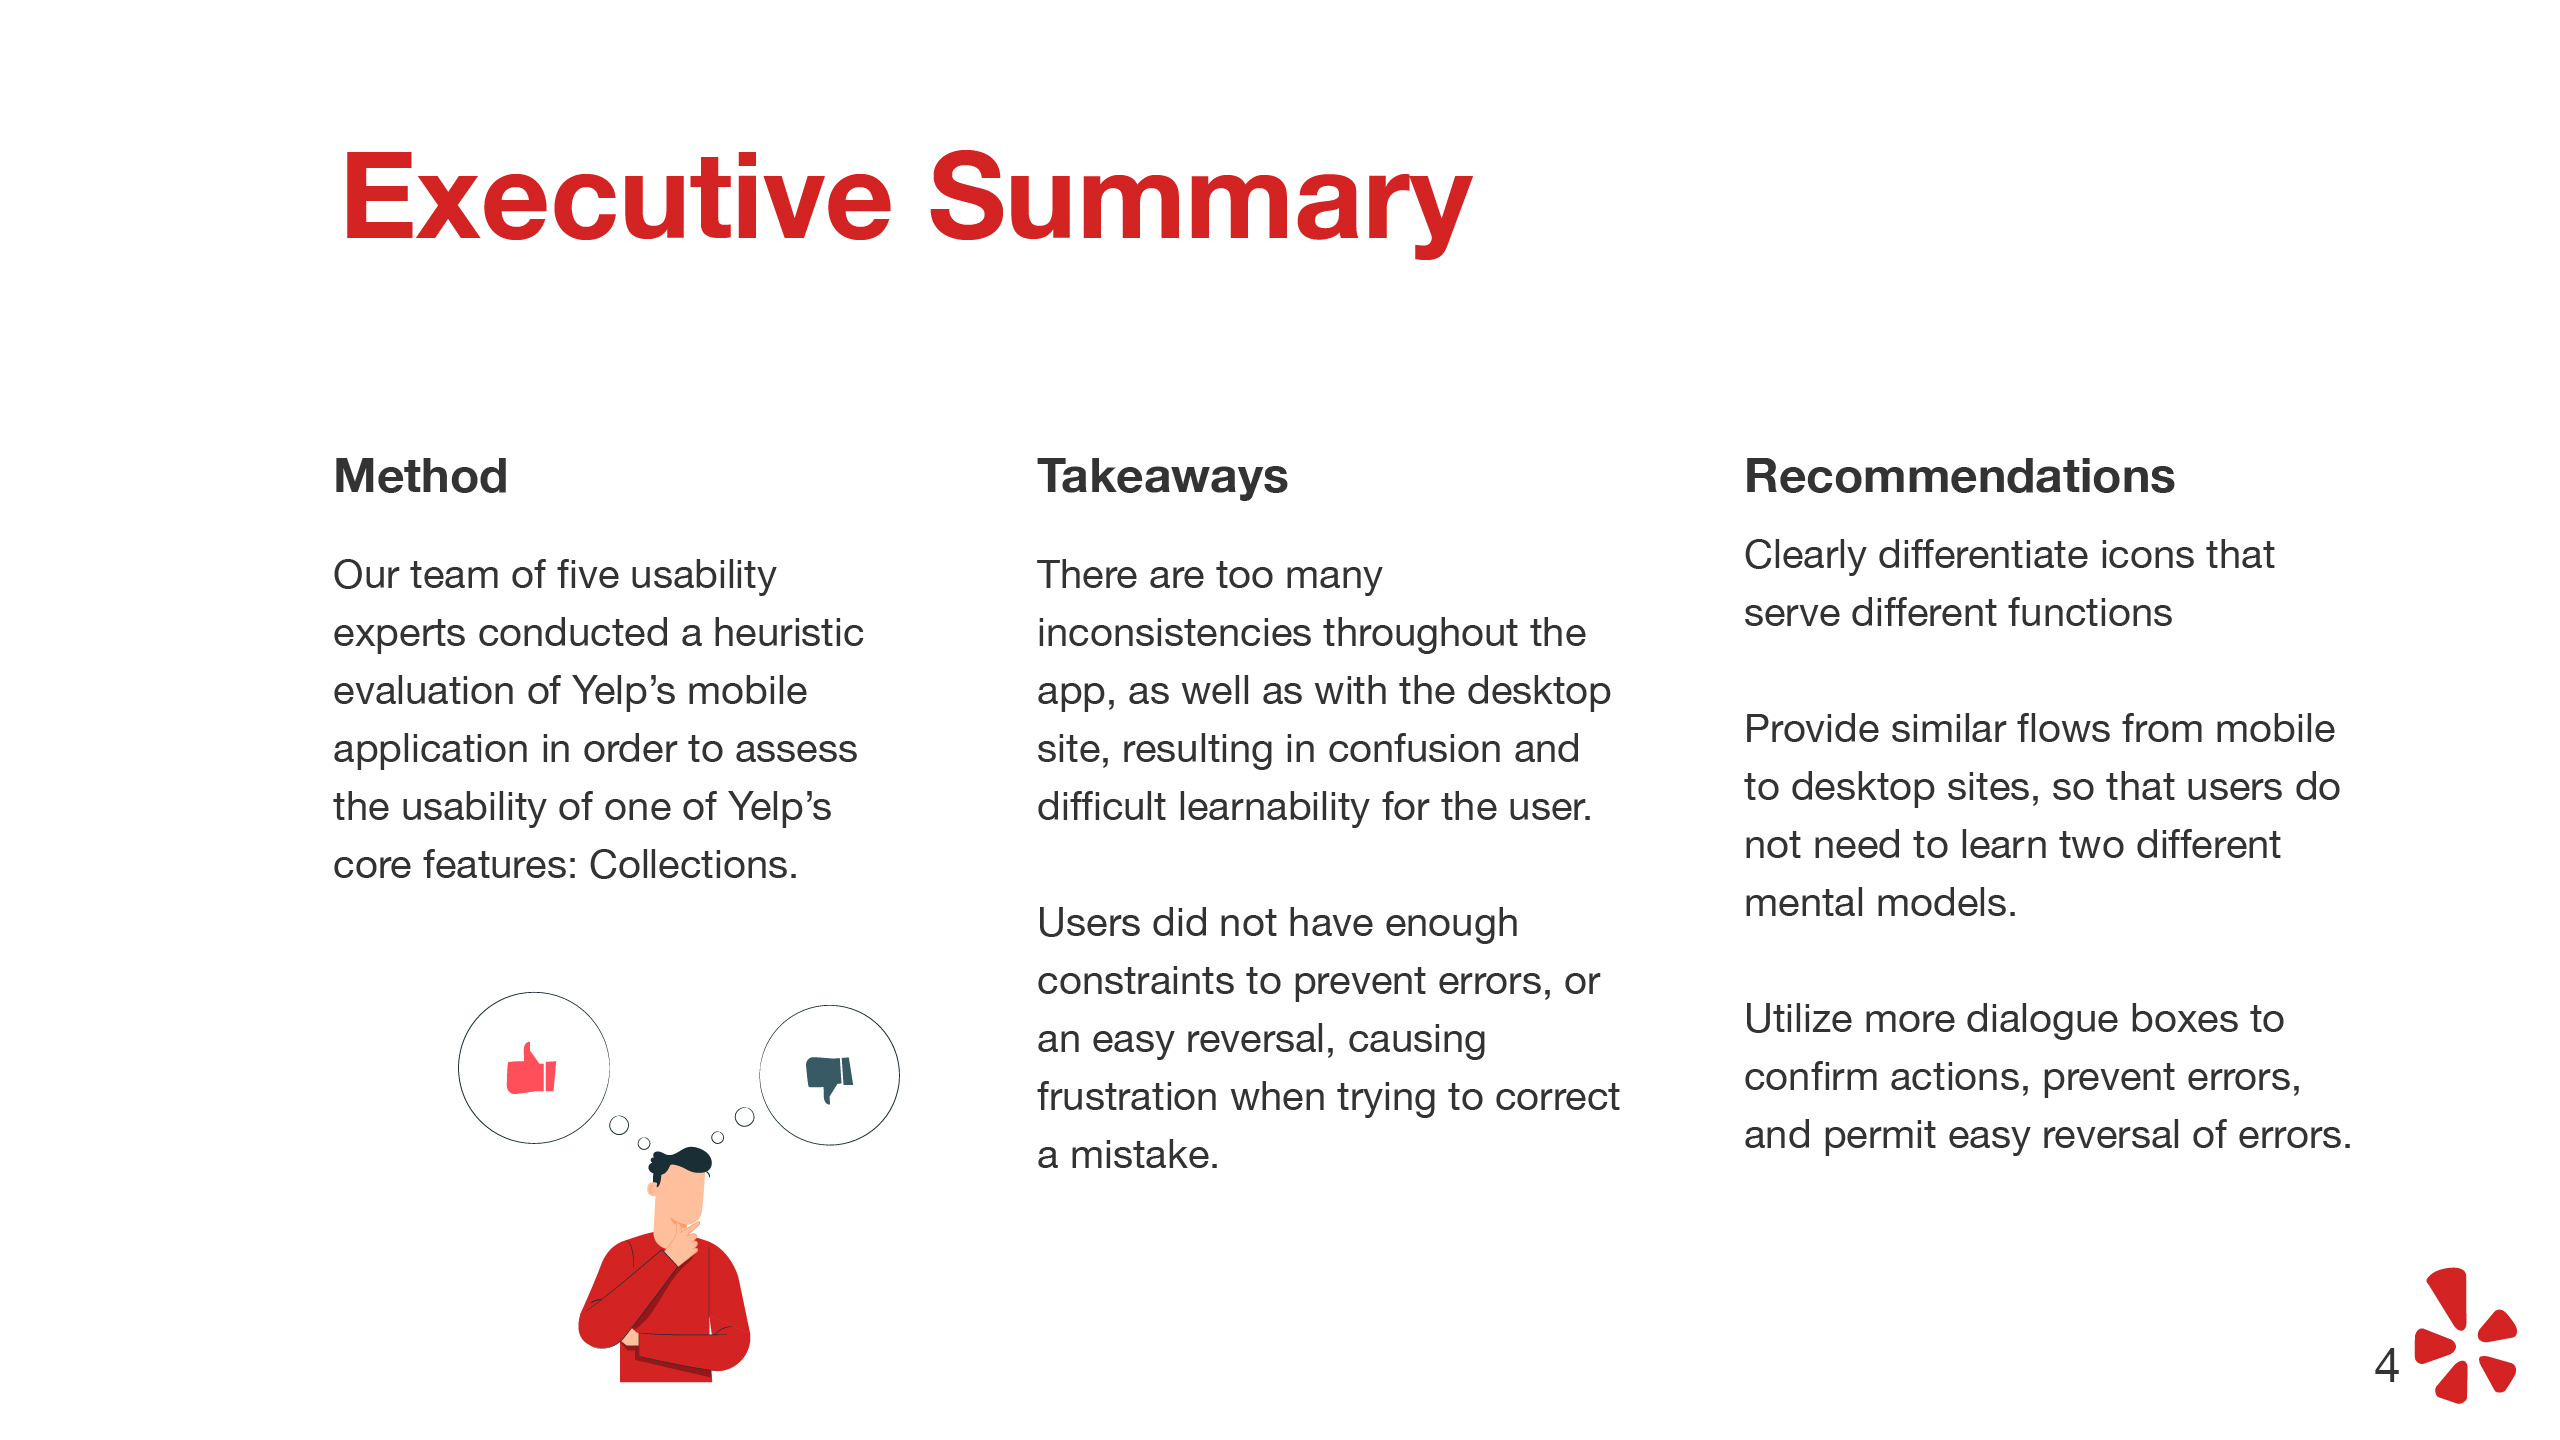 Executive Summary
Method
Our team of five usability
experts conducted a heuristic
evaluation of Yelp’s mobile
application in order to assess
the usability of one of Yelp’s
core features: Collections.
Takeaways
There are too many
inconsistencies throughout the
app, as well as with the desktop
site, resulting in confusion and
difficult learnability for the user.
Users did not have enough
constraints to prevent errors, or
an easy reversal, causing
frustration when trying to correct
a mistake.
Recommendations
Clearly differentiate icons that
serve different functions
Provide similar flows from mobile
to desktop sites, so that users do
not need to learn two different
mental models.
Utilize more dialogue boxes to
confirm actions, prevent errors,
and permit easy reversal of errors.
4